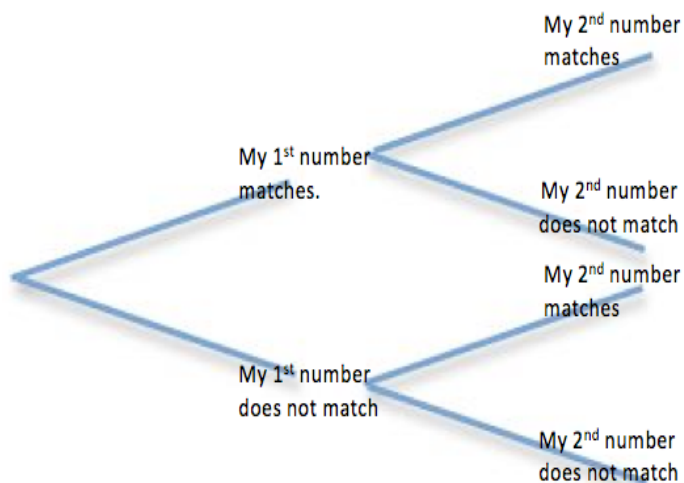 My 2nd number
matches
My 1st number
matches.
My 2nd number
does not match
My 2nd number
matches
My 1st number
does not match
My 2nd number
does not match